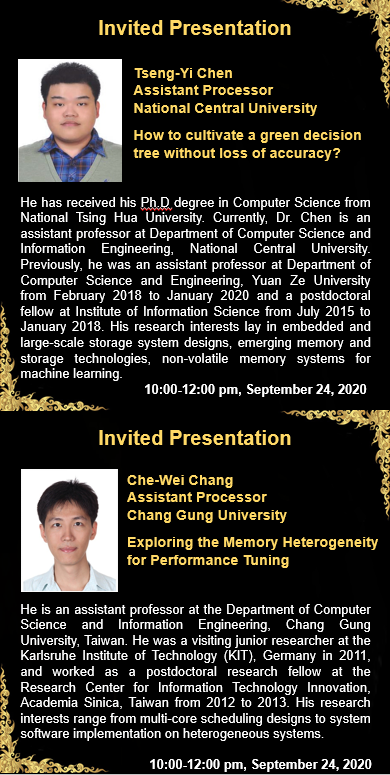 Invited Presentation
Tseng-Yi Chen
Assistant Processor
National Central University
How to cultivate a green decision
tree without loss of accuracy?
He has received his Ph.D degree in Computer Science from
National Tsing Hua University. Currently, Dr. Chen is an
assistant professor at Department of Computer Science and
Information Engineering, National Central University.
Previously, he was an assistant professor at Department of
Computer Science and Engineering, Yuan Ze University
from February 2018 to January 2020 and a postdoctoral
fellow at Institute of Information Science from July 2015 to
January 2018. His research interests lay in embedded and
large-scale storage system designs, emerging memory and
storage technologies, non-volatile memory systems for
machine learning.
10:00-12:00 pm, September 24, 2020
Invited Presentation
Che-Wei Chang
Assistant Processor
Chang Gung University
Exploring the Memory Heterogeneity
for Performance Tuning
He is an assistant professor at the Department of Computer
Science and Information Engineering, Chang Gung
University, Taiwan. He was a visiting junior researcher at the
Karlsruhe Institute of Technology (KIT), Germany in 2011,
and worked as a postdoctoral research fellow at the
Research Center for Information Technology Innovation,
Academia Sinica, Taiwan from 2012 to 2013. His research
interests range from multi-core scheduling designs to system
software implementation on heterogeneous systems.
10:00-12:00 pm, September 24, 2020